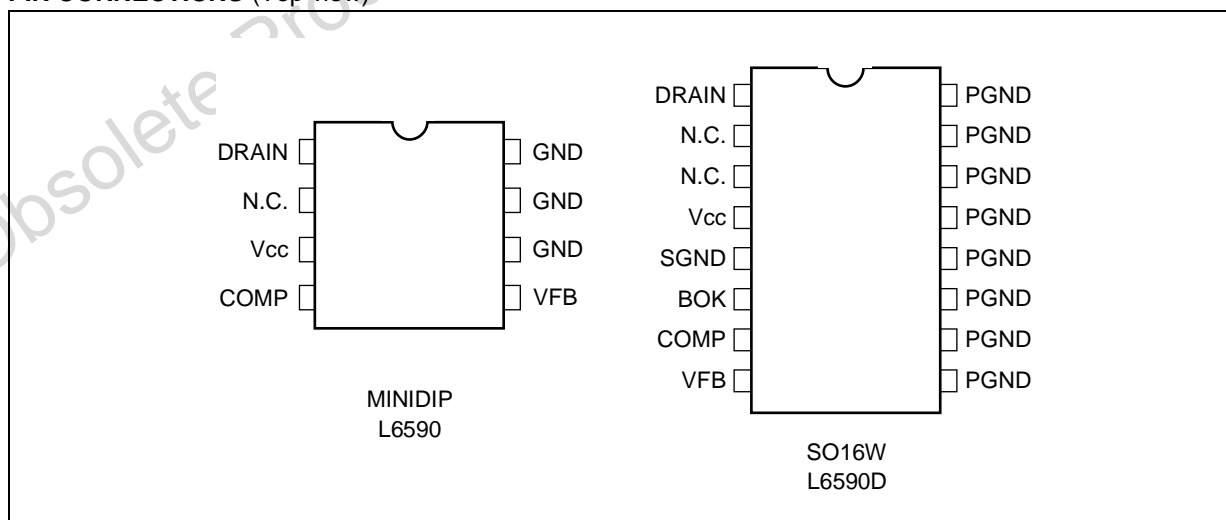 DRAIN
N.C.
Vcc
COMP
GND
GND
GND
VFB
MINIDIP
L6590
DRAIN
N.C.
N.C.
Vcc
SGND
BOK
COMP
VFB
PGND
PGND
PGND
PGND
PGND
PGND
PGND
PGND
SO16W
L6590D